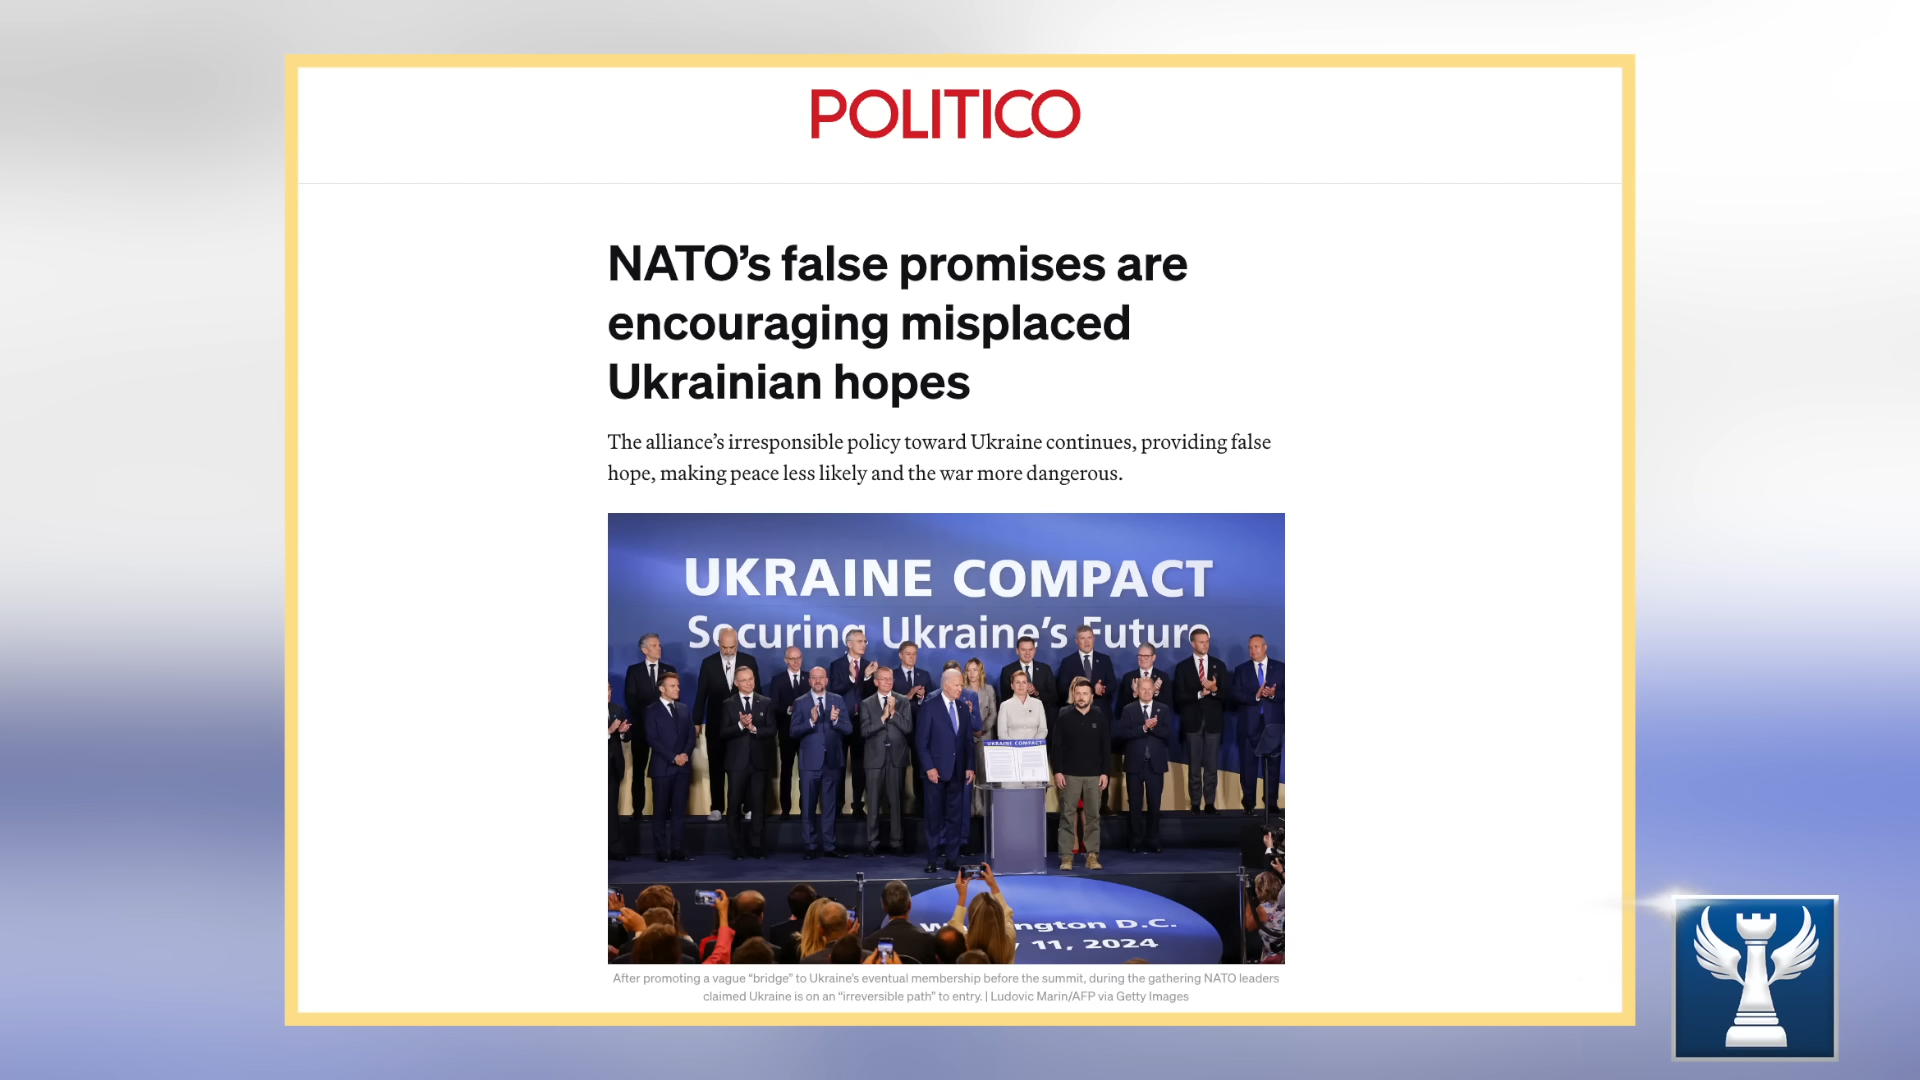 POLITICO
NATO’s false promises are
encouraging misplaced
Ukrainian hopes
The alliance’s irresponsible policy toward Ukraine continues, providing false
hope, making peace less likely and the war more dangerous.
UKRAINE COMPACT
Securing Ukraine’s Future
UKRAINE COMPACT
D.C.
11, 2024
After promoting a vague “bridge” to Ukraine’s eventual membership before the summit, during the gathering NATO leaders
claimed Ukraine is on an “irreversible path” to entry. | Ludovic Marin/AFP via Getty Images